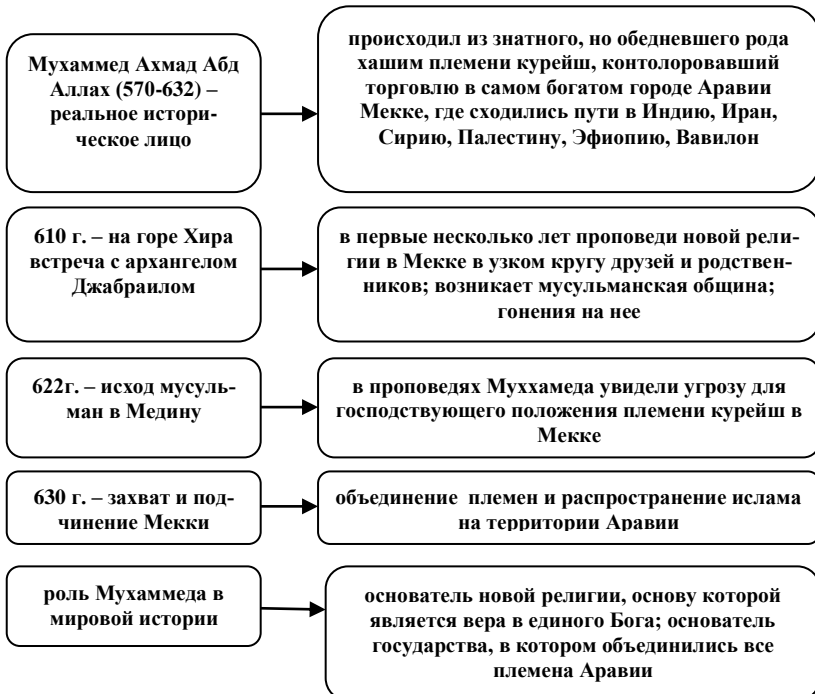 Мухаммед Ахмад Абд
Аллах (570-632) –
реальное истори-
ческое лицо
происходил из знатного, но обедневшего рода
хашим племени курейш, контолоровавший
торговлю в самом богатом городе Аравии
Мекке, где сходились пути в Индию, Иран,
Сирию, Палестину, Эфиопию, Вавилон
610 г. – на горе Хира
встреча с архангелом
Джабраилом
в первые несколько лет проповеди новой рели-
гии в Мекке в узком кругу друзей и родствен-
ников; возникает мусульманская община;
гонения на нее
622г. – исход мусуль-
ман в Медину
в проповедях Муххамеда увидели угрозу для
господствующего положения племени курейш в
Мекке
630 г. – захват и под-
чинение Мекки
объединение племен и распространение ислама
на территории Аравии
роль Мухаммеда в
мировой истории
основатель новой религии, основу которой
является вера в единого Бога; основатель
государства, в котором объединились все
племена Аравии